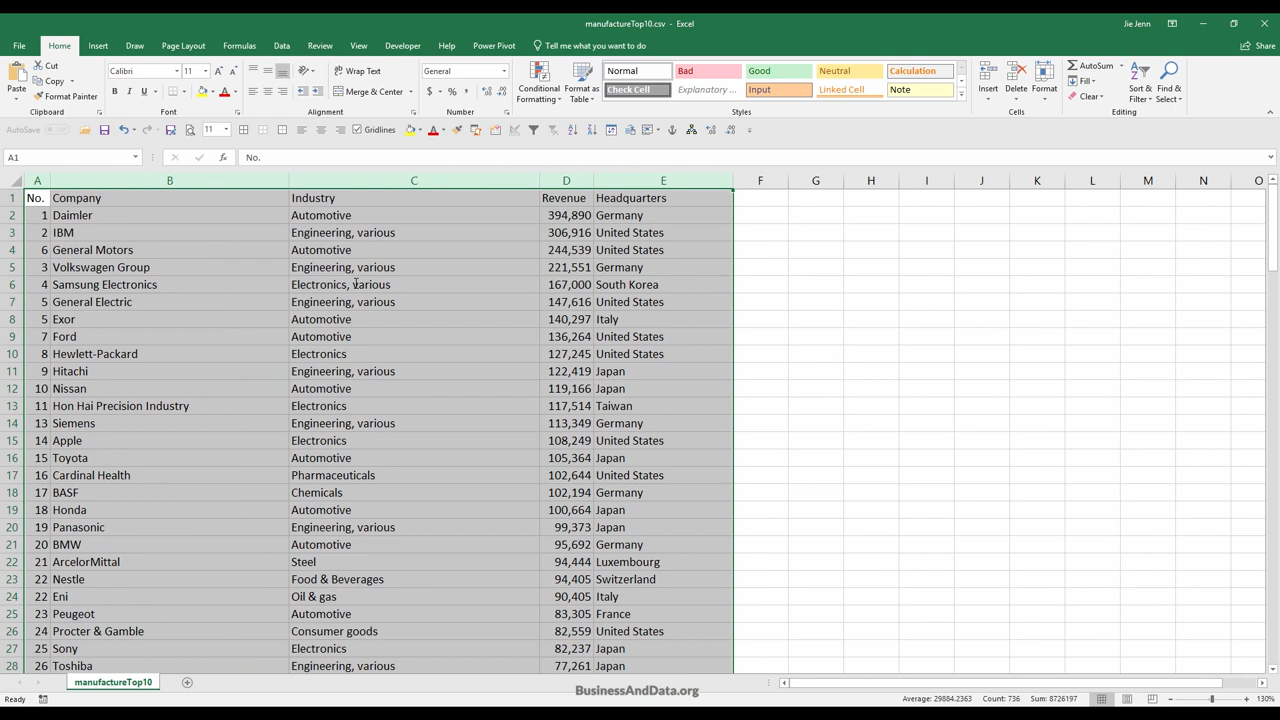 manufactureTop10.csv - Excel
Jie Jenn
File Home Insert Draw Page Layout Formulas Data Review View Developer Help Power Pivot Tell me what you want to do Share
Paste
Cut
Copy
Format Painter
Clipboard
Calibri 11
B I U
Font
Wrap Text
Merge & Center
Alignment
General
$ % ,
Number
Conditional Formatting
Format as Table
Normal Bad Good Neutral Calculation
Check Cell Explanatory ... Input Linked Cell Note
Styles
Insert Delete Format
Cells
AutoSum
Fill
Clear
Sort & Filter
Find & Select
Editing
AutoSave Off 11 Gridlines
A1 fx No.
A B C D E F G H I J K L M N O
1 No. Company Industry Revenue Headquarters
2 1 Daimler Automotive 394,890 Germany
3 2 IBM Engineering, various 306,916 United States
4 6 General Motors Automotive 244,539 United States
5 3 Volkswagen Group Engineering, various 221,551 Germany
6 4 Samsung Electronics Electronics, various 167,000 South Korea
7 5 General Electric Engineering, various 147,616 United States
8 5 Exor Automotive 140,297 Italy
9 7 Ford Automotive 136,264 United States
10 8 Hewlett-Packard Electronics 127,245 United States
11 9 Hitachi Engineering, various 122,419 Japan
12 10 Nissan Automotive 119,166 Japan
13 11 Hon Hai Precision Industry Electronics 117,514 Taiwan
14 13 Siemens Engineering, various 113,349 Germany
15 14 Apple Electronics 108,249 United States
16 15 Toyota Automotive 105,364 Japan
17 16 Cardinal Health Pharmaceuticals 102,644 United States
18 17 BASF Chemicals 102,194 Germany
19 18 Honda Automotive 100,664 Japan
20 19 Panasonic Engineering, various 99,373 Japan
21 20 BMW Automotive 95,692 Germany
22 21 ArcelorMittal Steel 94,444 Luxembourg
23 22 Nestle Food & Beverages 94,405 Switzerland
24 22 Eni Oil & gas 90,405 Italy
25 23 Peugeot Automotive 83,305 France
26 24 Procter & Gamble Consumer goods 82,559 United States
27 25 Sony Electronics 82,237 Japan
28 26 Toshiba Engineering, various 77,261 Japan
manufactureTop10
BusinessAndData.org
Ready Average: 29884.2363 Count: 736 Sum: 8726197 130%